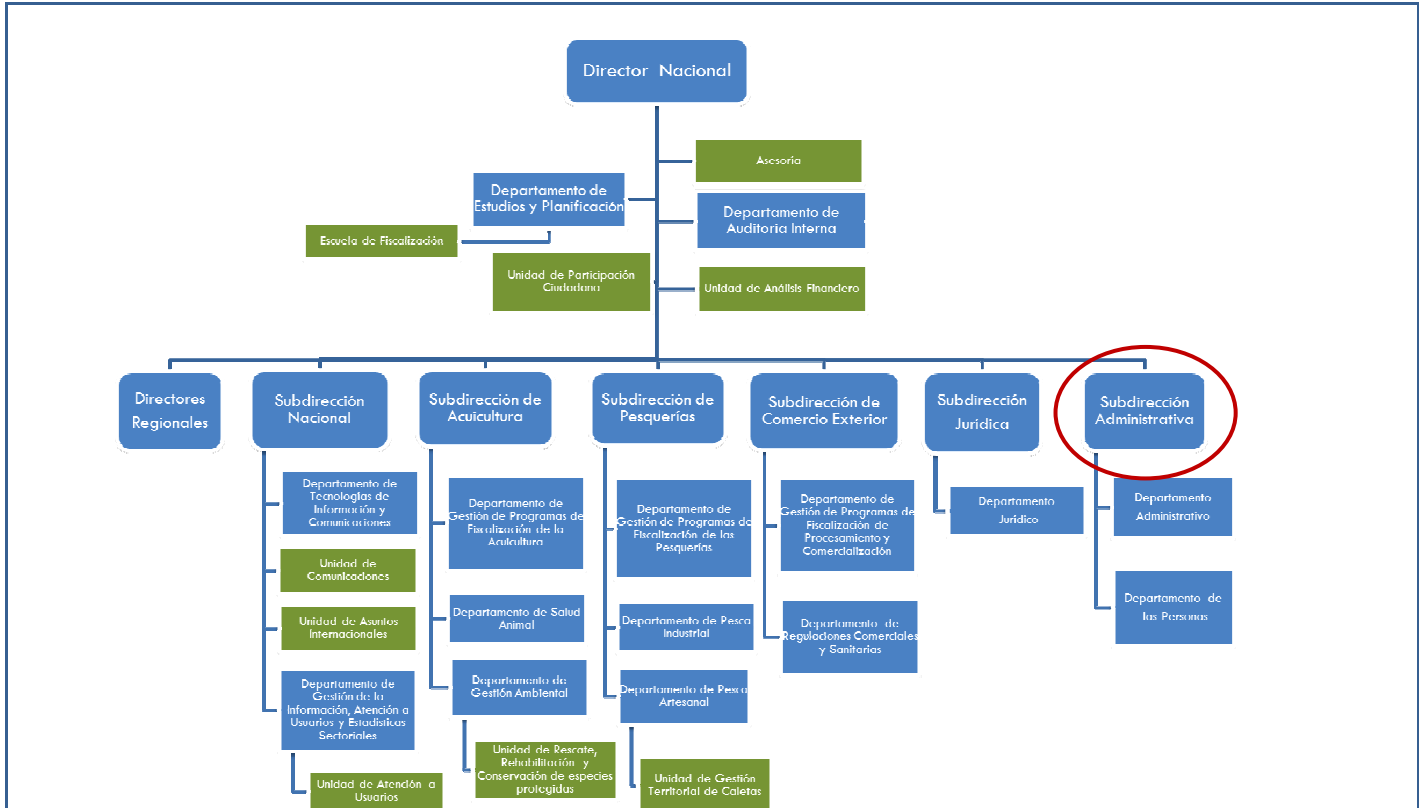 Director Nacional
Asesoría
Departamento de
Estudios y Planificación
Departamento de
Auditoria Interna
Escuela de Fiscalización
Unidad de Participación
Ciudadana
Unidad de Análisis Financiero
Directores
Regionales
Subdirección
Nacional
Subdirección de
Acuicultura
Subdirección de
Pesquerías
Subdirección de
Comercio Exterior
Subdirección
Jurídica
Subdirección
Administrativa
Departamento de
Tecnologías de
Información y
Comunicaciones
Unidad de
Comunicaciones
Unidad de Asuntos
Internacionales
Departamento de
Gestión de la
Información, Atención a
Usuarios y Estadísticas
Sectoriales
Unidad de Atención a
Usuarios
Departamento de
Gestión de Programas de
Fiscalización de la
Acuicultura
Departamento de Salud
Animal
Departamento de
Gestión Ambiental
Unidad de Rescate,
Rehabilitación y
Conservación de especies
protegidas
Departamento de
Gestión de Programas de
Fiscalización de las
Pesquerías
Departamento de Pesca
Industrial
Departamento de Pesca
Artesanal
Unidad de Gestión
Territorial de Caletas
Departamento de
Gestión de Programas de
Fiscalización de
Procesamiento y
Comercialización
Departamento de
Regulaciones Comerciales
y Sanitarias
Departamento
Jurídico
Departamento
Administrativo
Departamento de
las Personas